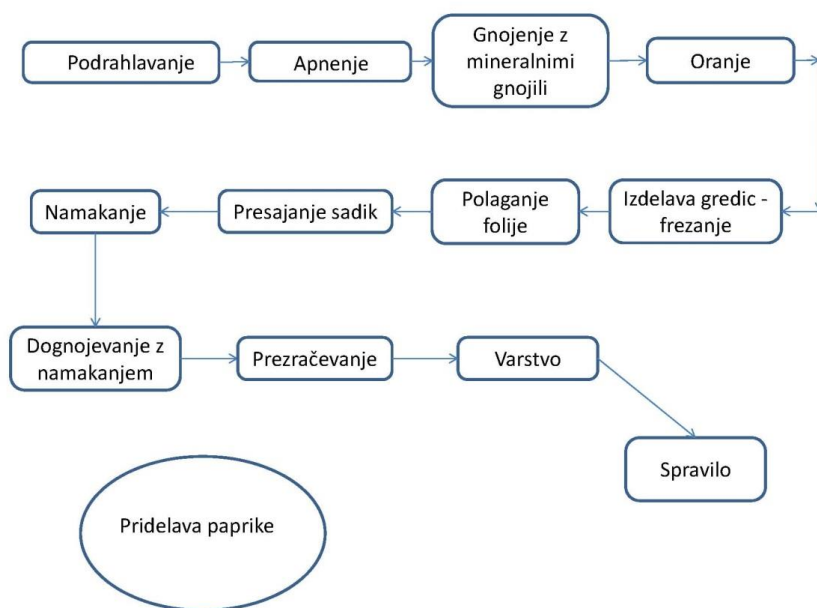 Podrahlavanje
Apnenje
Gnojenje z
mineralnimi
gnojili
Oranje
Izdelava gredic -
frezanje
Polaganje
folije
Presajanje sadik
Namakanje
Dognojevanje z
namakanjem
Prezračevanje
Varstvo
Spravilo
Pridelava paprike